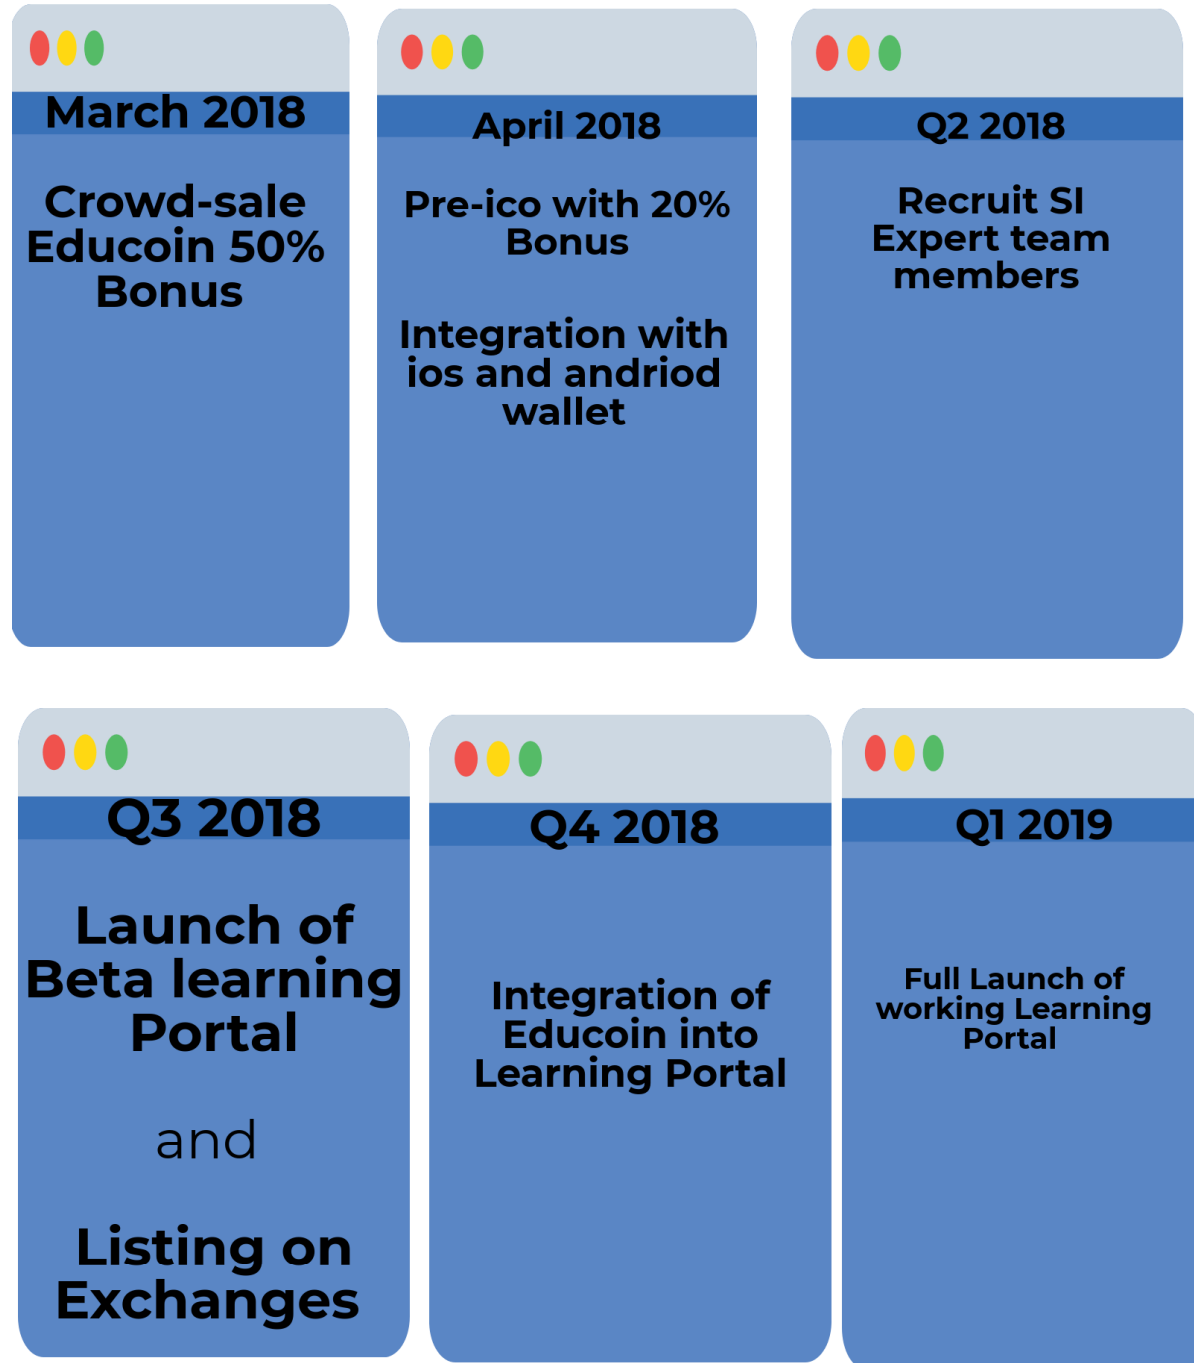 March 2018
Crowd-sale
Educoin 50%
Bonus
April 2018
Pre-ico with 20%
Bonus
Integration with
ios and andriod
wallet
Q2 2018
Recruit SI
Expert team
members
Q3 2018
Launch of
Beta learning
Portal
and
Listing on
Exchanges
Q4 2018
Integration of
Educoin into
Learning Portal
Q1 2019
Full Launch of
working Learning
Portal